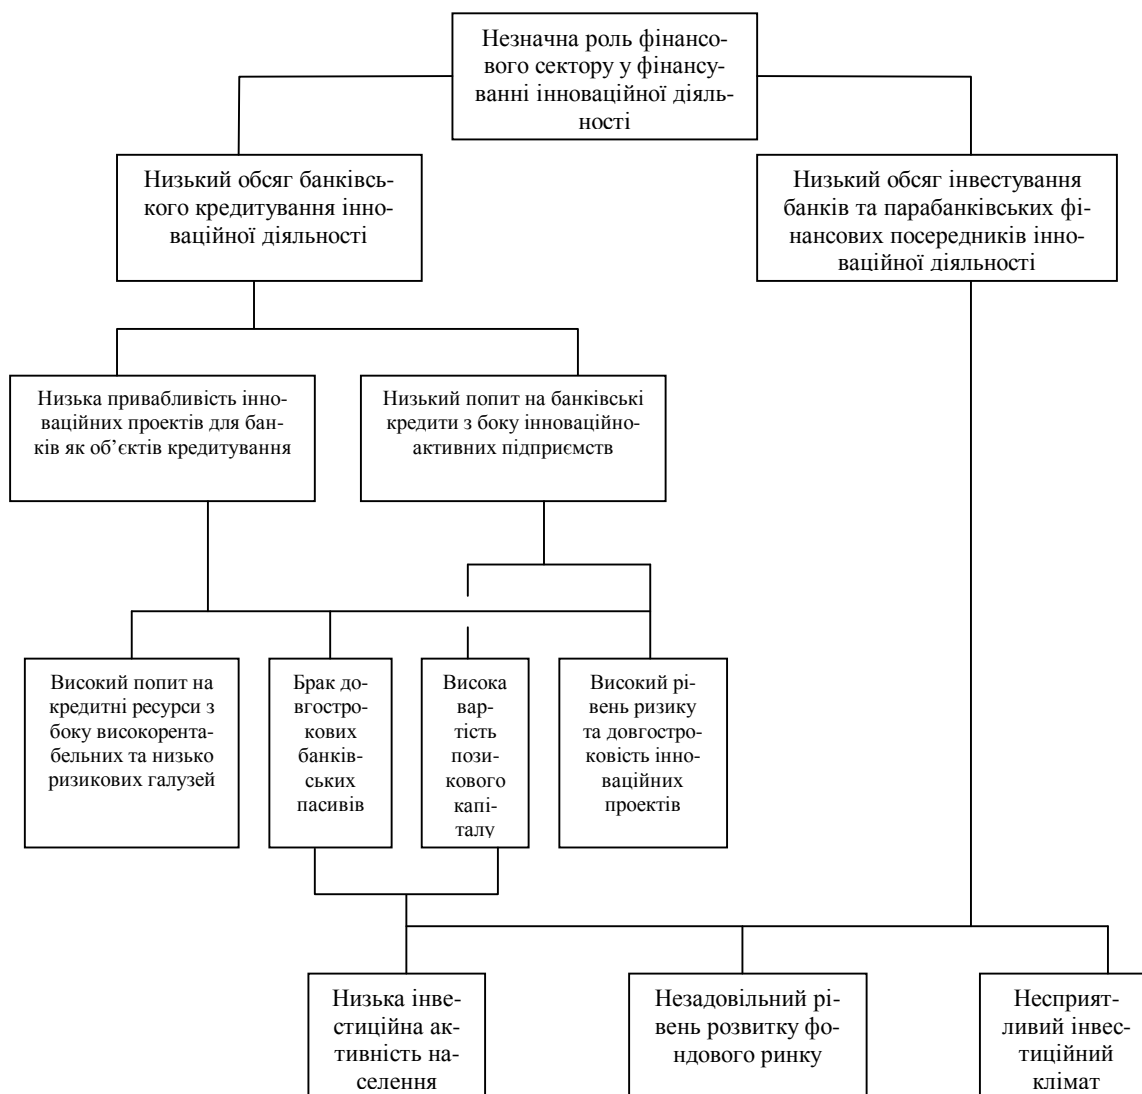 Незначна роль фінансо-
вого сектору у фінансу-
ванні інноваційної діяль-
ності
Низький обсяг банківсь-
кого кредитування інно-
ваційної діяльності
Низький обсяг інвестування
банків та парабанківських фі-
нансових посередників інно-
ваційної діяльності
Низька привабливість інно-
ваційних проектів для бан-
ків як об’єктів кредитування
Низький попит на банківські
кредити з боку інноваційно-
активних підприємств
Високий попит на
кредитні ресурси з
боку високорента-
бельних та низько
ризикових галузей
Брак до-
вгостро-
кових
банків-
ських
пасивів
Висока
вар-
тість
пози-
кового
капі-
талу
Високий рі-
вень ризику
та довгостро-
ковість інно-
ваційних
проектів
Низька інве-
стиційна ак-
тивність на-
селення
Незадовільний рі-
вень розвитку фо-
ндового ринку
Несприят-
ливий інвес-
тиційний
клімат